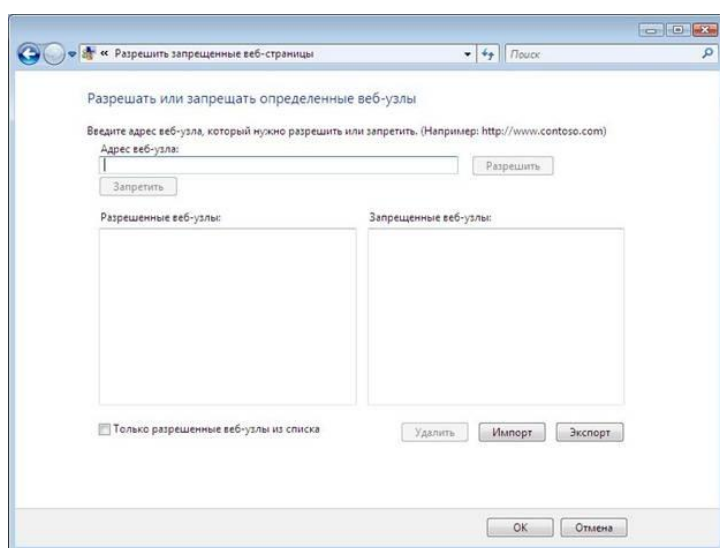 « Разрешить запрещенные веб-страницы
Поиск
Разрешать или запрещать определенные веб-узлы
Введите адрес веб-узла, который нужно разрешить или запретить. (Например: http://www.contoso.com)
Адрес веб-узла:
Разрешить
Запретить
Разрешенные веб-узлы: Запрещенные веб-узлы:
Только разрешенные веб-узлы из списка Удалить Импорт Экспорт
OK Отмена